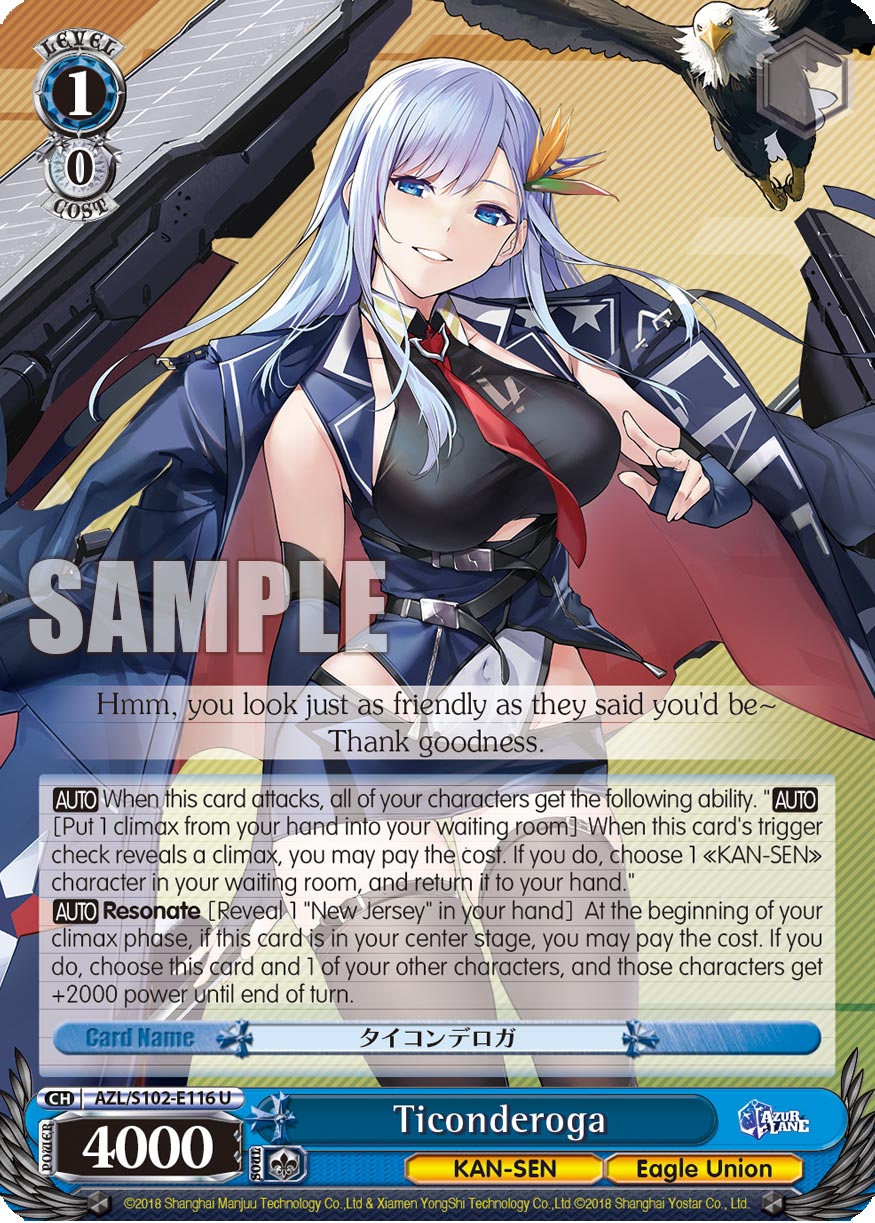 LEVEL
1
0
COST
SAMPLE
Hmm, you look just as friendly as they said you'd be~
Thank goodness.
AUTO When this card attacks, all of your characters get the following ability. "AUTO
[Put 1 climax from your hand into your waiting room] When this card's trigger
check reveals a climax, you may pay the cost. If you do, choose 1 «KAN-SEN»
character in your waiting room, and return it to your hand."
AUTO Resonate [Reveal 1 "New Jersey" in your hand] At the beginning of your
climax phase, if this card is in your center stage, you may pay the cost. If you
do, choose this card and 1 of your other characters, and those characters get
+2000 power until end of turn.
Card Name タイコンデロガ
CH AZL/S102-E116 U
POWER 4000 SOUL
Ticonderoga
AZUR LANE
KAN-SEN Eagle Union
©2018 Shanghai Manjuu Technology Co.,Ltd & Xiamen YongShi Technology Co.,Ltd.©2018 Shanghai Yostar Co., Ltd.